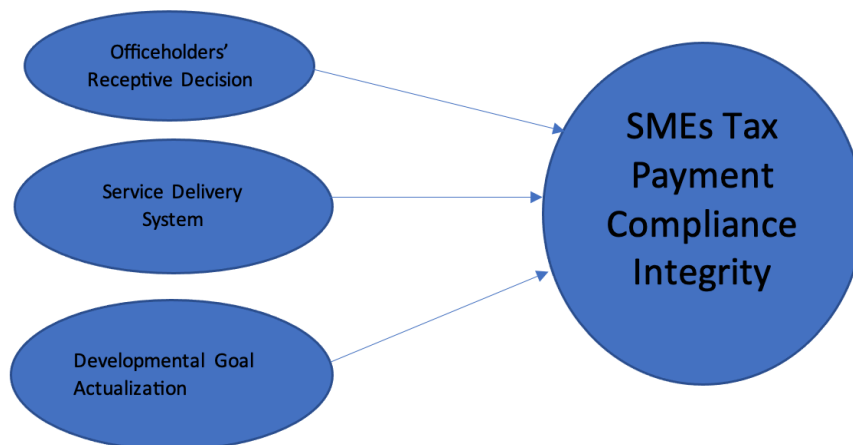 Officeholders’
Receptive Decision
Service Delivery
System
Developmental Goal
Actualization
SMEs Tax
Payment
Compliance
Integrity